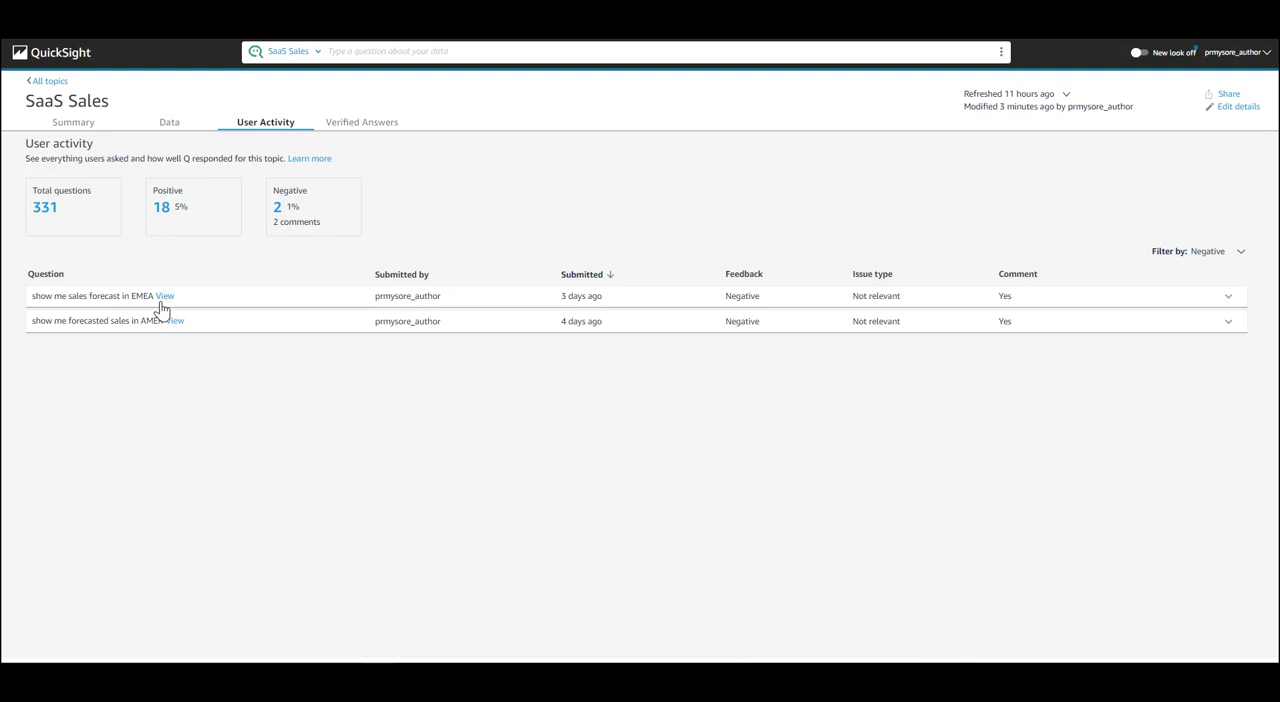 QuickSight
SaaS Sales
Type a question about your data
New look off
prmysore_author
All topics
SaaS Sales
Refreshed 11 hours ago
Modified 3 minutes ago by prmysore_author
Share
Edit details
Summary
Data
User Activity
Verified Answers
User activity
See everything users asked and how well Q responded for this topic. Learn more
Total questions
331
Positive
18 5%
Negative
2 1%
2 comments
Filter by: Negative
Question Submitted by Submitted Feedback Issue type Comment
show me sales forecast in EMEA View prmysore_author 3 days ago Negative Not relevant Yes
show me forecasted sales in View prmysore_author 4 days ago Negative Not relevant Yes